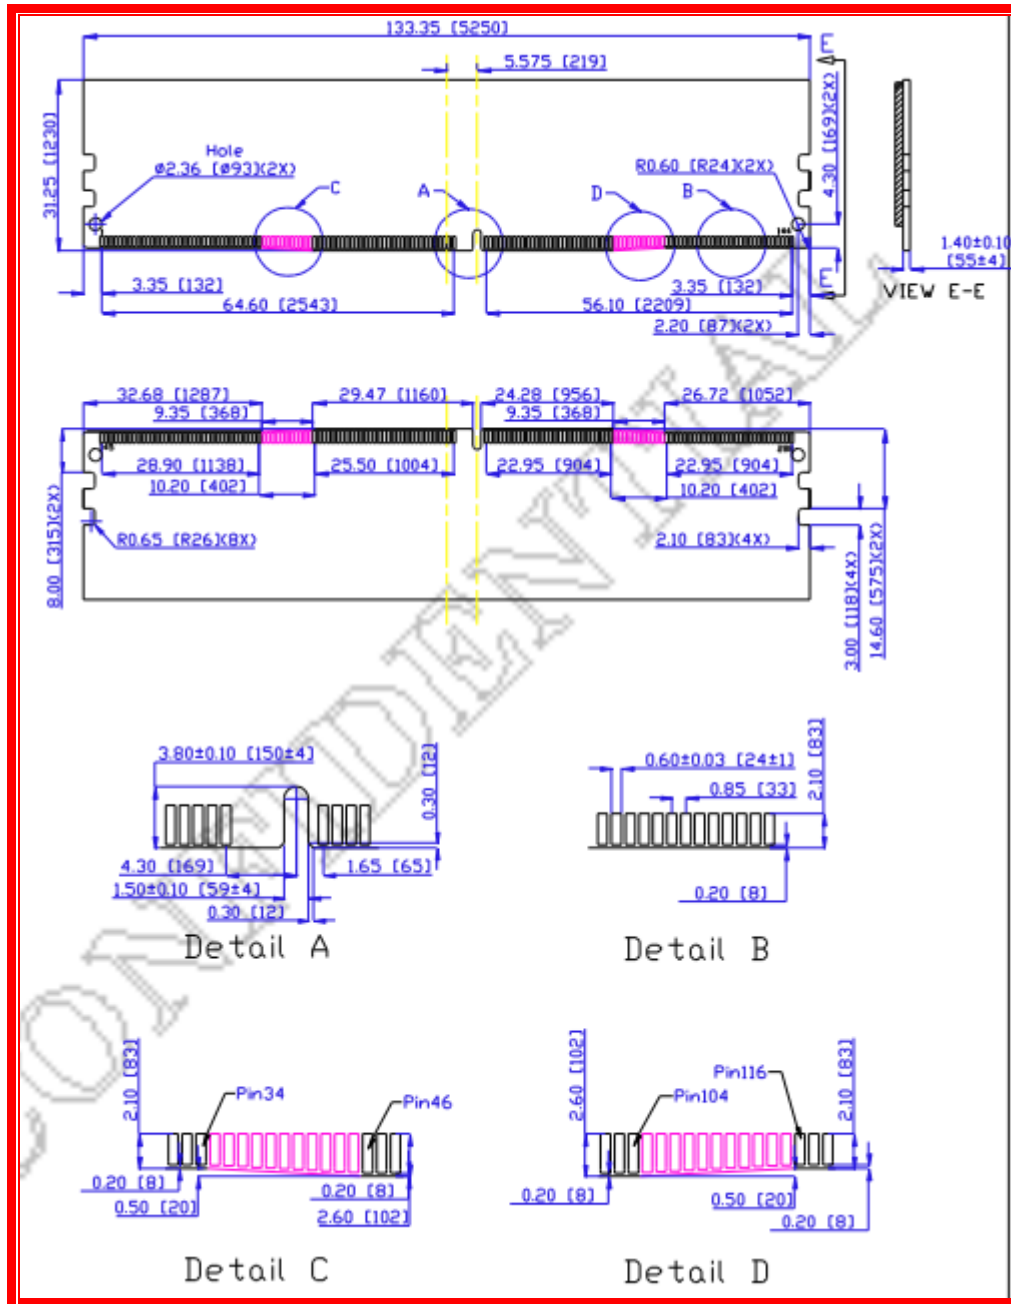 133.35 [5250]
5.575 [219]
E
31.25 [1230]
Hole
Ø2.36 [Ø93](2X)
C
A
D
B
R0.60 [R24](2X)
4.30 [169](2X)
144
1.40±0.10
[55±4]
3.35 [132]
64.60 [2543]
3.35 [132]
56.10 [2209]
E
VIEW E-E
2.20 [87](2X)
32.68 [1287]
29.47 [1160]
24.28 [956]
26.72 [1052]
9.35 [368]
9.35 [368]
28.90 [1138]
25.50 [1004]
22.95 [904]
22.95 [904]
10.20 [402]
10.20 [402]
8.00 [315](2X)
R0.65 [R26](8X)
2.10 [83](4X)
3.00 [118](4X)
14.60 [575](2X)
3.80±0.10 [150±4]
0.30 [12]
4.30 [169]
1.65 [65]
1.50±0.10 [59±4]
0.30 [12]
Detail A
0.60±0.03 [24±1]
0.85 [33]
2.10 [83]
0.20 [8]
Detail B
2.10 [83]
Pin34
Pin46
0.20 [8]
0.50 [20]
0.20 [8]
2.60 [102]
Detail C
2.60 [102]
Pin116
Pin104
2.10 [83]
0.20 [8]
0.50 [20]
0.20 [8]
Detail D
CONFIDENTIAL